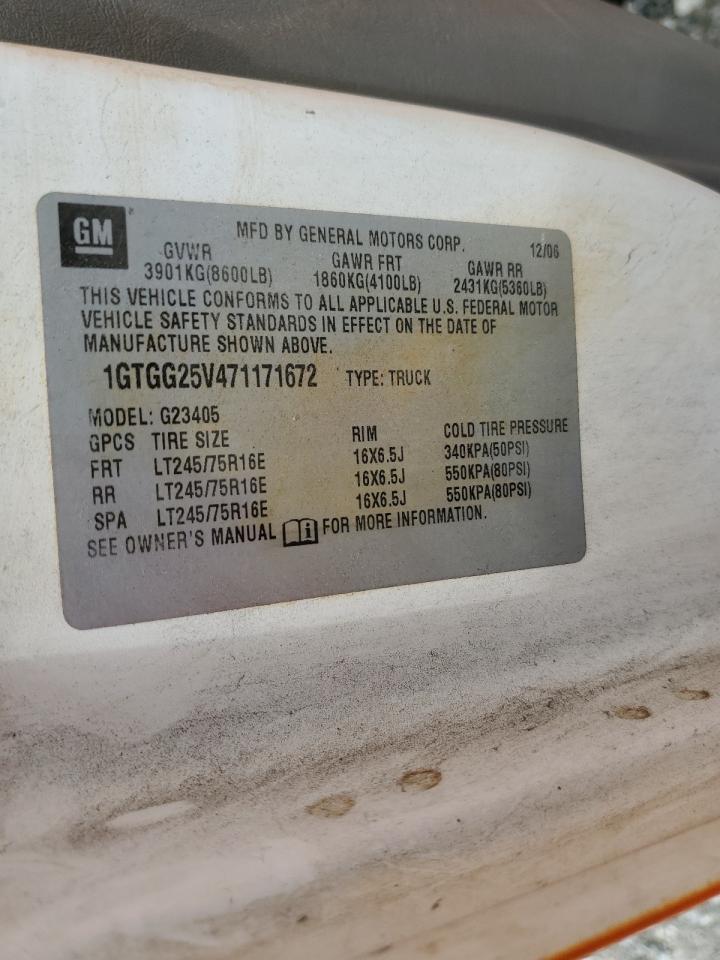 GM
MFD BY GENERAL MOTORS CORP. 12/06
GVWR GAWR FRT GAWR RR
3901KG(8600LB) 1860KG(4100LB) 2431KG(5360LB)
THIS VEHICLE CONFORMS TO ALL APPLICABLE U.S. FEDERAL MOTOR
VEHICLE SAFETY STANDARDS IN EFFECT ON THE DATE OF
MANUFACTURE SHOWN ABOVE.
1GTGG25V471171672 TYPE: TRUCK
MODEL: G23405
GPCS TIRE SIZE RIM COLD TIRE PRESSURE
FRT LT245/75R16E 16X6.5J 340KPA(50PSI)
RR LT245/75R16E 16X6.5J 550KPA(80PSI)
SPA LT245/75R16E 16X6.5J 550KPA(80PSI)
SEE OWNER'S MANUAL i FOR MORE INFORMATION.